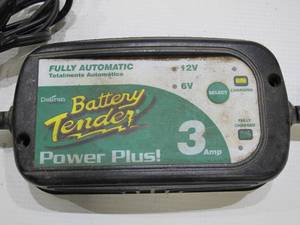 FULLY AUTOMATIC
Totalmente Automático
12V
6V
SELECT
CHARGING
Deltran
Battery
Tender
Power Plus!
3
Amp
FULLY
CHARGED